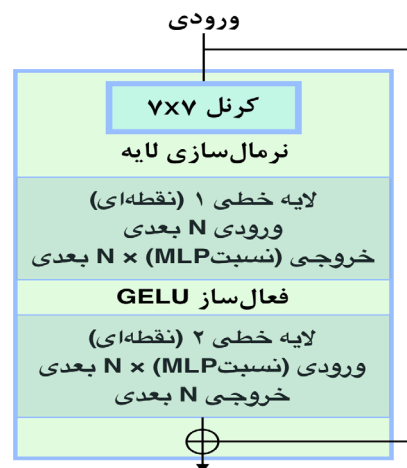 ورودی
کرنل ۷x۷
نرمال‌سازی لایه
لایه خطی ۱ (نقطه‌ای)
ورودی N بعدی
خروجی (نسبتMLP) × N بعدی
فعال‌ساز GELU
لایه خطی ۲ (نقطه‌ای)
ورودی (نسبتMLP) × N بعدی
خروجی N بعدی